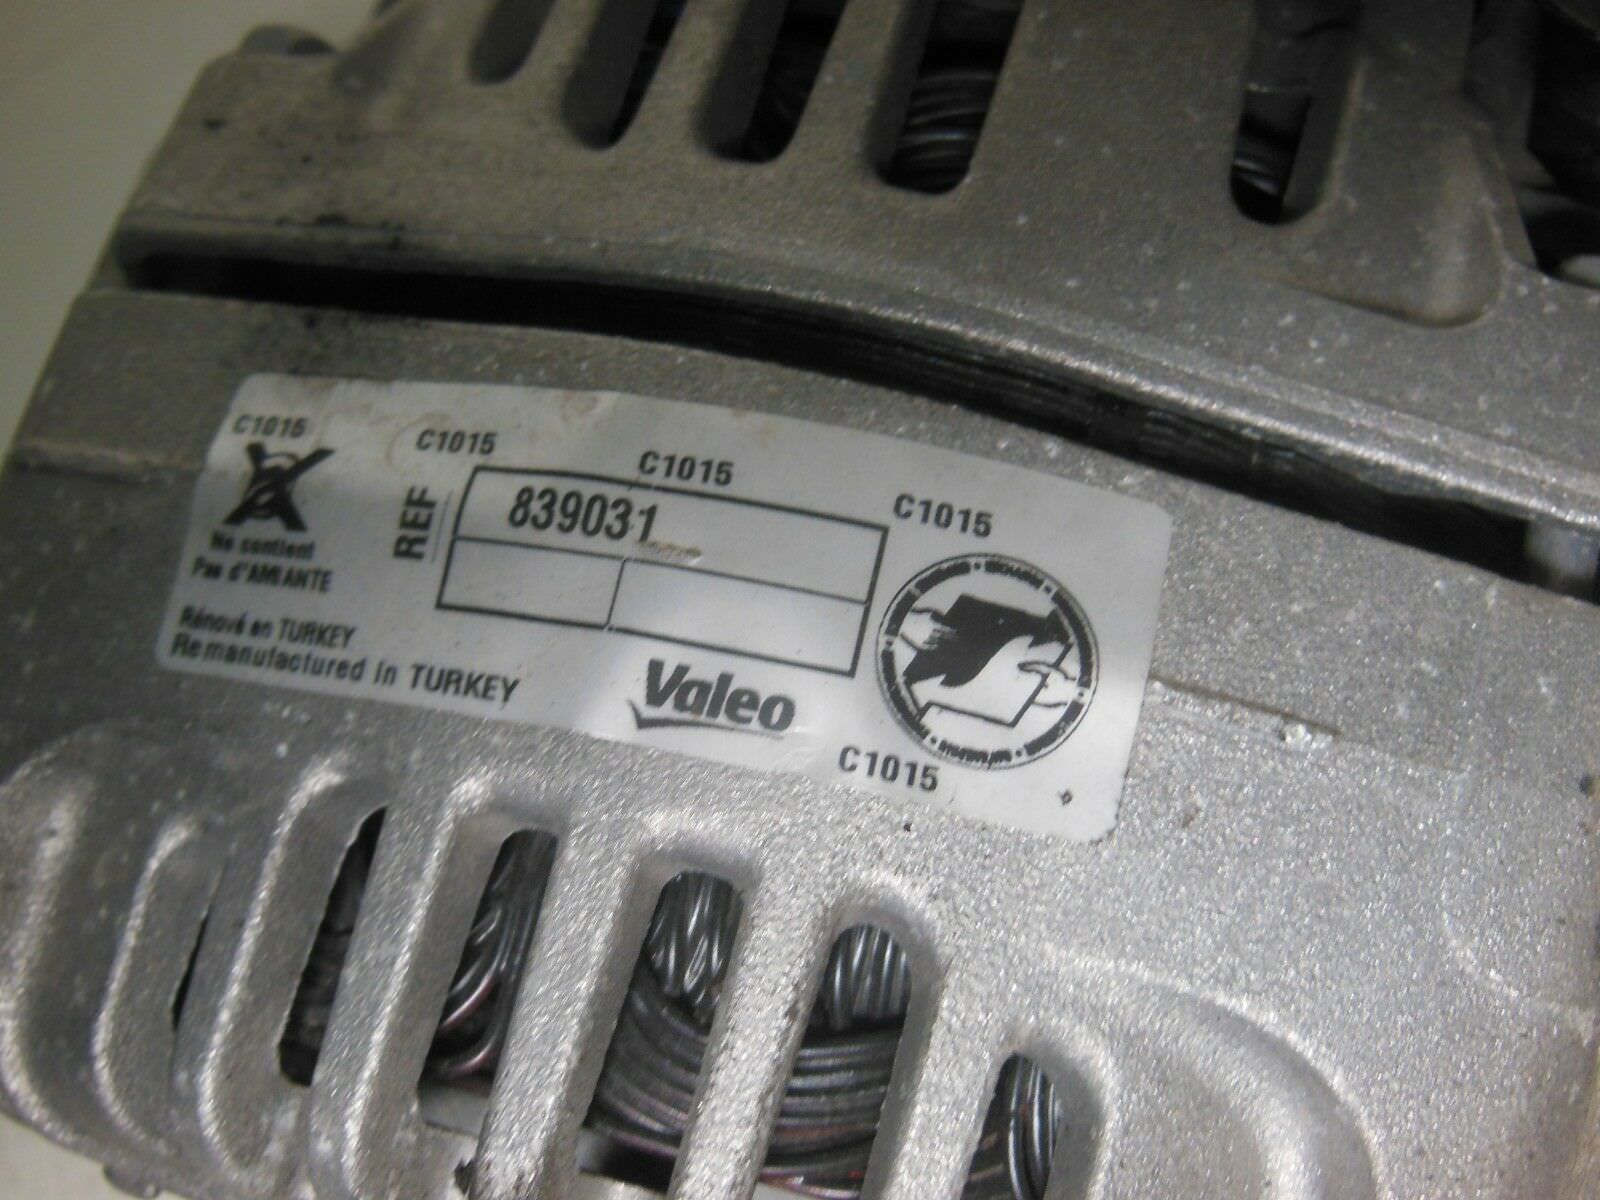 C1015
C1015
C1015
C1015
REF
839031
Ne contient
Pas d'AMIANTE
Rénové en TURKEY
Remanufactured in TURKEY
Valeo
C1015